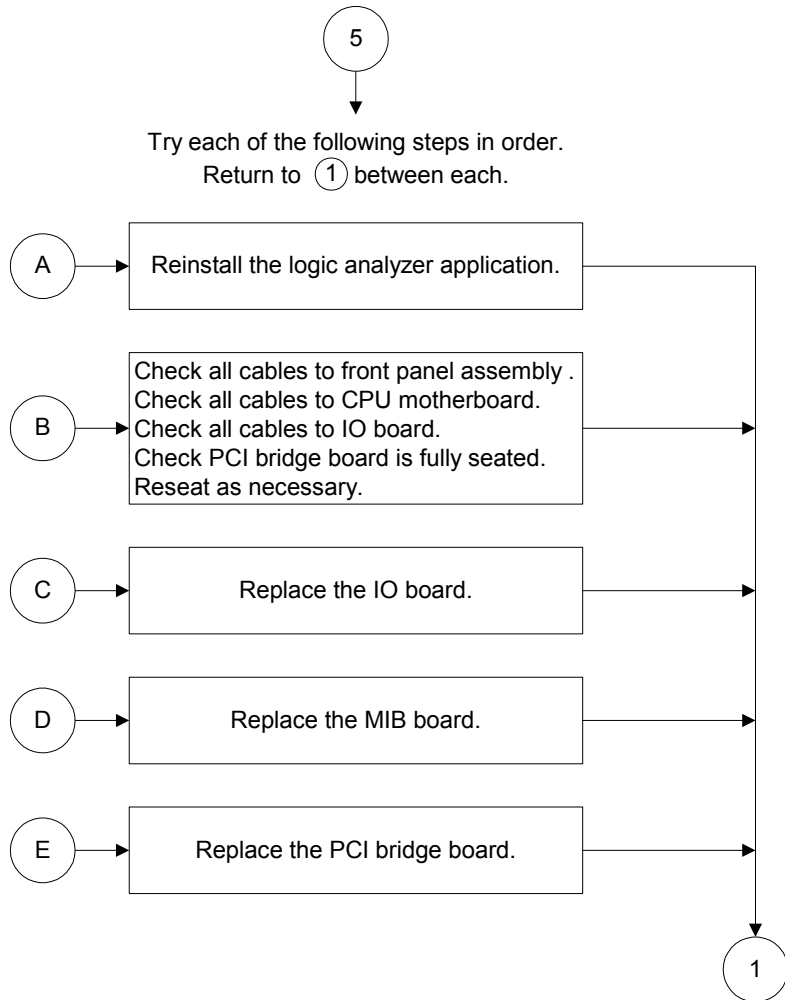 5
Try each of the following steps in order.
Return to 1 between each.
A
Reinstall the logic analyzer application.
B
Check all cables to front panel assembly .
Check all cables to CPU motherboard.
Check all cables to IO board.
Check PCI bridge board is fully seated.
Reseat as necessary.
C
Replace the IO board.
D
Replace the MIB board.
E
Replace the PCI bridge board.
1